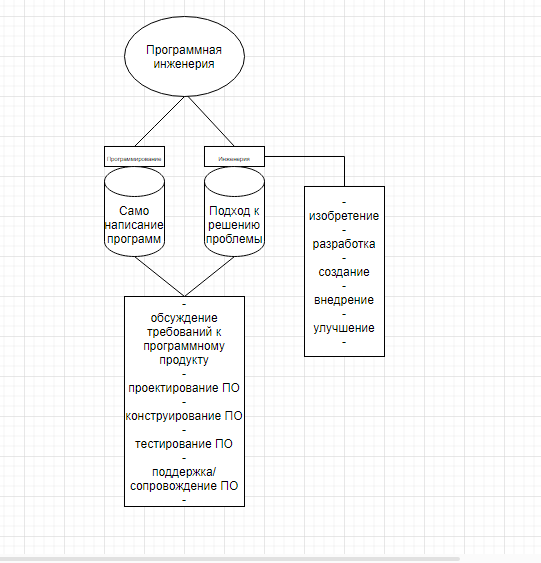 Программная
инженерия
Программирование
Инженерия
Само
написание
программ
Подход к
решению
проблемы
-
изобретение
-
разработка
-
создание
-
внедрение
-
улучшение
-
-
обсуждение
требований к
программному
продукту
-
проектирование ПО
-
конструирование ПО
-
тестирование ПО
-
поддержка/
сопровождение ПО
-